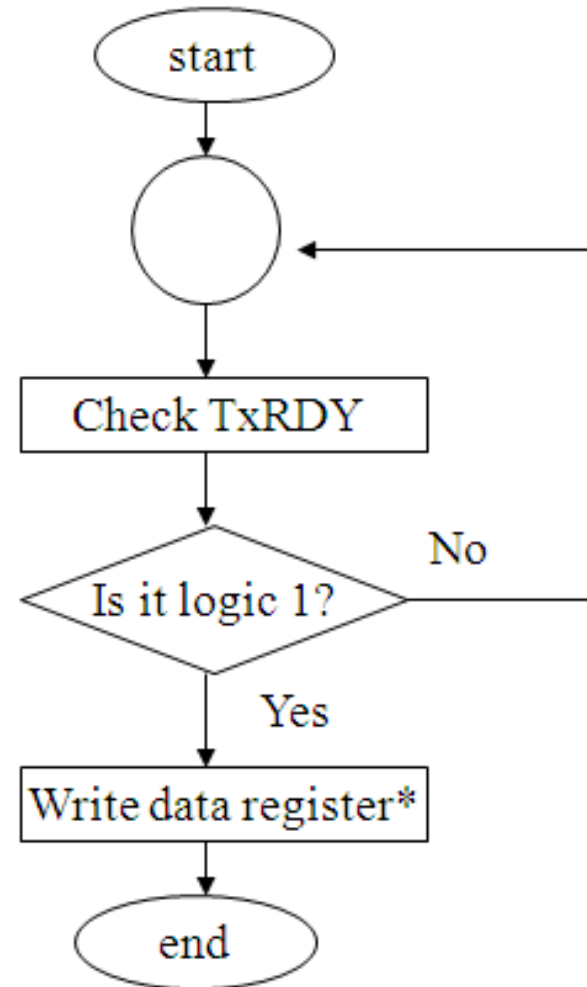 start
Check TxRDY
Is it logic 1?
No
Yes
Write data register*
end